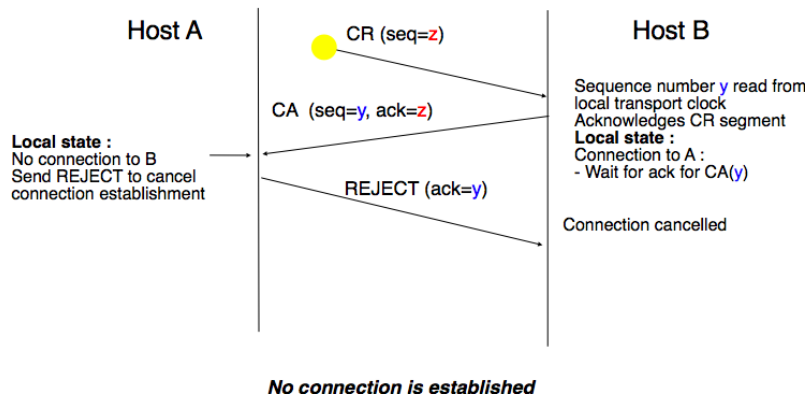 Host A
CR (seq=z)
Host B
Sequence number y read from
local transport clock
Acknowledges CR segment
Local state :
Connection to A :
- Wait for ack for CA(y)
CA (seq=y, ack=z)
Local state :
No connection to B
Send REJECT to cancel
connection establishment
REJECT (ack=y)
Connection cancelled
No connection is established